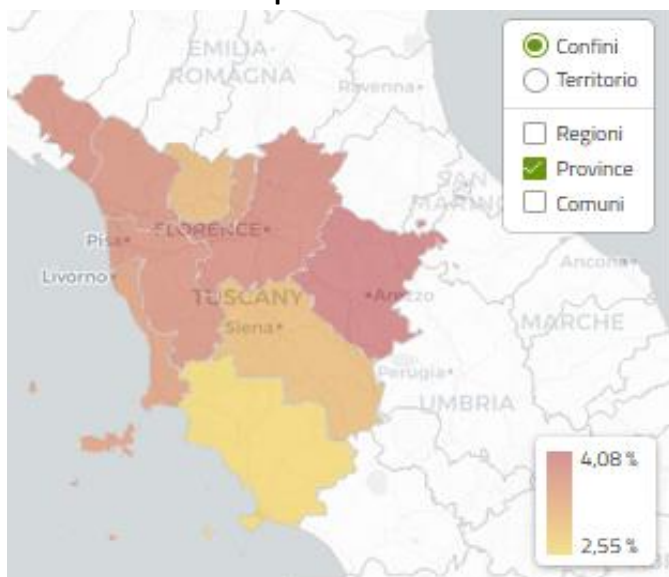 EMILIA-
ROMAGNA
Ravenna
SAN
MARINO
FLORENCE
Pisa
Livorno
TUSCANY
Arezzo
Siena
Ancona
MARCHE
Perugia
UMBRIA
Confini
Territorio
Regioni
Province
Comuni
4,08 %
2,55 %